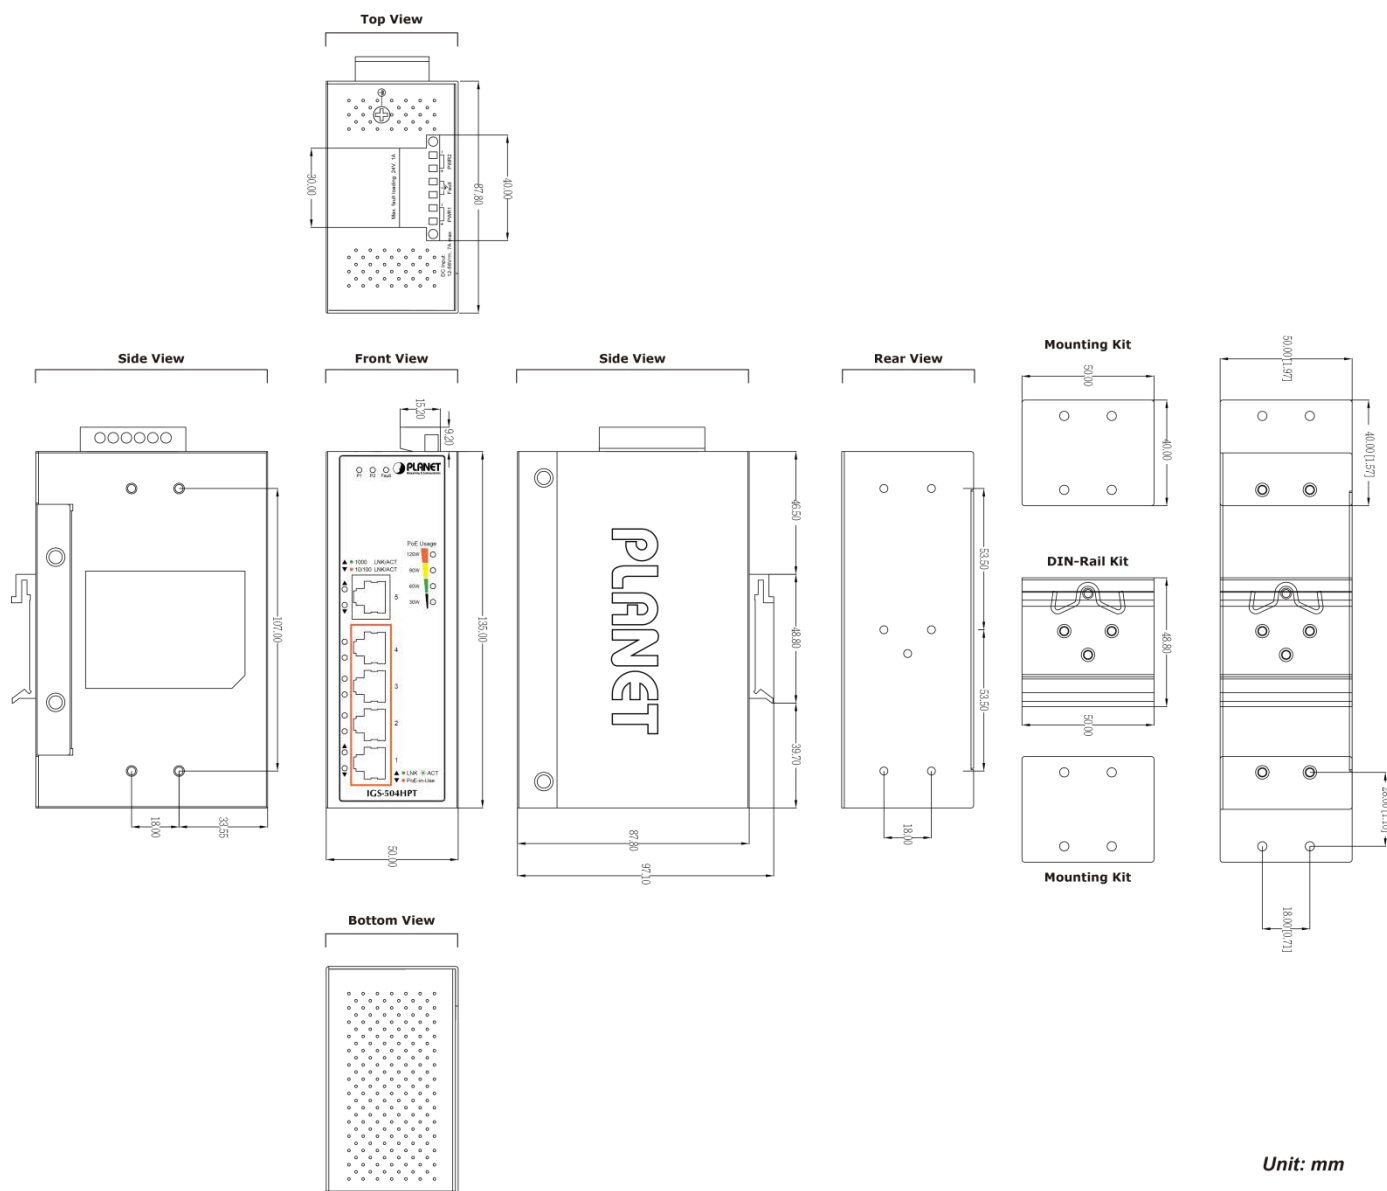 Top View
Max. fault loading: 24V, 1A
PWR2
Fault
PWR1
DC Input:
30.00
87.80
40.00
Side View
Front View
Side View
Rear View
Mounting Kit
107.00
18.00
33.55
15.20
9.20
P1 P2 Fault
PLANET
PoE Usage
120W
90W
60W
30W
1000 LNK/ACT
10/100 LNK/ACT
5
4
3
2
1
LNK ACT
PoE-in-Use
IGS-504HPT
135.00
50.00
PLANET
46.50
48.80
39.70
87.80
97.10
53.50
53.50
18.00
50.00
40.00
DIN-Rail Kit
48.80
50.00
Mounting Kit
50.00[1.97]
40.00[1.57]
18.00[0.71]
Bottom View
Unit: mm